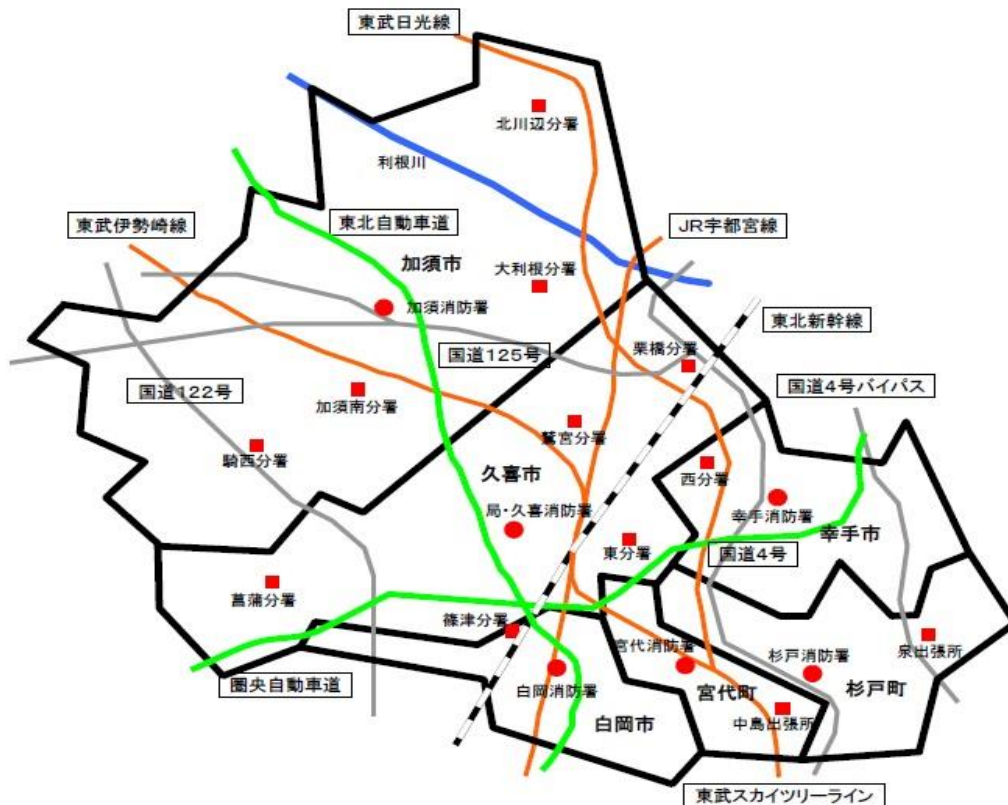 東武日光線
北川辺分署
利根川
東北自動車道
東武伊勢崎線
JR宇都宮線
加須市
大利根分署
加須消防署
東北新幹線
栗橋分署
国道125号
国道4号バイパス
国道122号
加須南分署
鷲宮分署
騎西分署
久喜市
西分署
局・久喜消防署
幸手消防署
幸手市
東分署
国道4号
菖蒲分署
篠津分署
宮代消防署
杉戸消防署
泉出張所
圏央自動車道
白岡消防署
宮代町
杉戸町
中島出張所
白岡市
東武スカイツリーライン